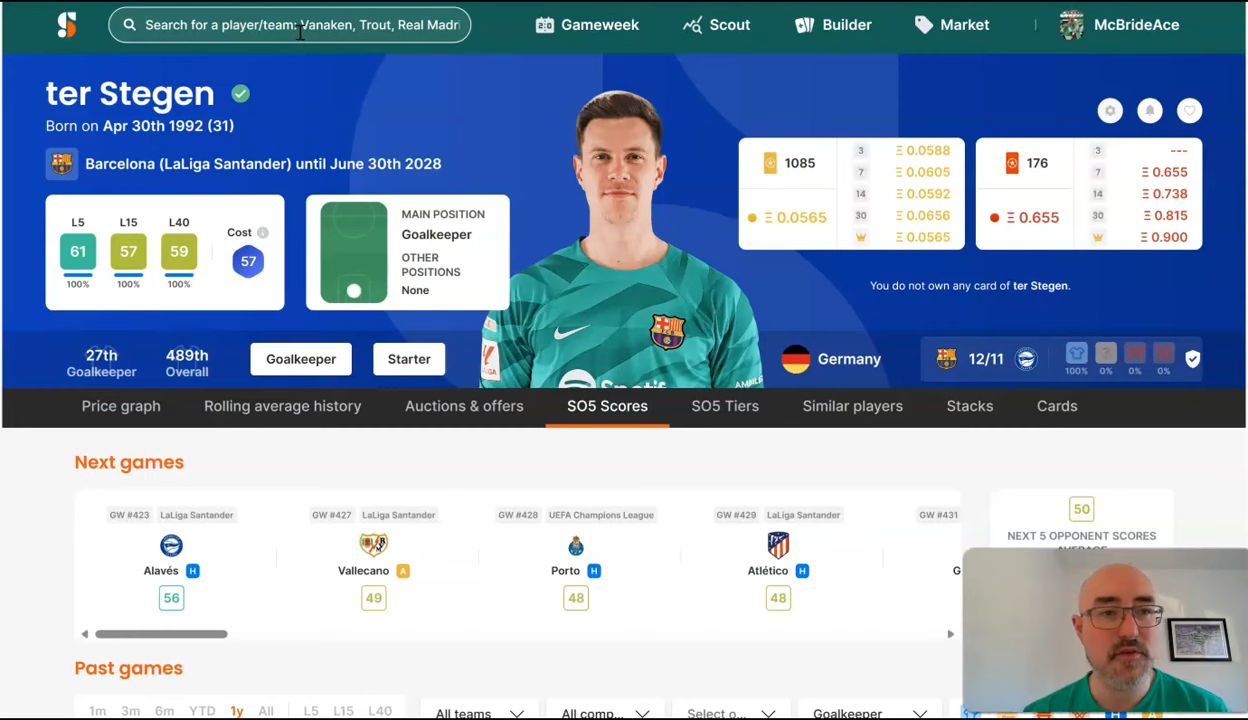 Search for a player/team: Vanaken, Trout, Real Madri
Gameweek
Scout
Builder
Market
McBrideAce
ter Stegen
Born on Apr 30th 1992 (31)
Barcelona (LaLiga Santander) until June 30th 2028
L5
L15
L40
Cost
61
57
59
57
100%
100%
100%
MAIN POSITION
Goalkeeper
OTHER
POSITIONS
None
1085
Ξ 0.0565
3 Ξ 0.0588
7 Ξ 0.0605
14 Ξ 0.0592
30 Ξ 0.0656
Ξ 0.0565
176
Ξ 0.655
3 ---
7 Ξ 0.655
14 Ξ 0.738
30 Ξ 0.815
Ξ 0.900
You do not own any card of ter Stegen.
27th
Goalkeeper
489th
Overall
Goalkeeper
Starter
Germany
12/11
100%
0%
0%
0%
Price graph
Rolling average history
Auctions & offers
SO5 Scores
SO5 Tiers
Similar players
Stacks
Cards
Next games
GW #423 LaLiga Santander
Alavés H
56
GW #427 LaLiga Santander
Vallecano A
49
GW #428 UEFA Champions League
Porto H
48
GW #429 LaLiga Santander
Atlético H
48
GW #431
G
50
NEXT 5 OPPONENT SCORES
AVERAGE
Past games
1m 3m 6m YTD 1y All L5 L15 L40
All teams
All comp...
Select o...
Goalkeeper